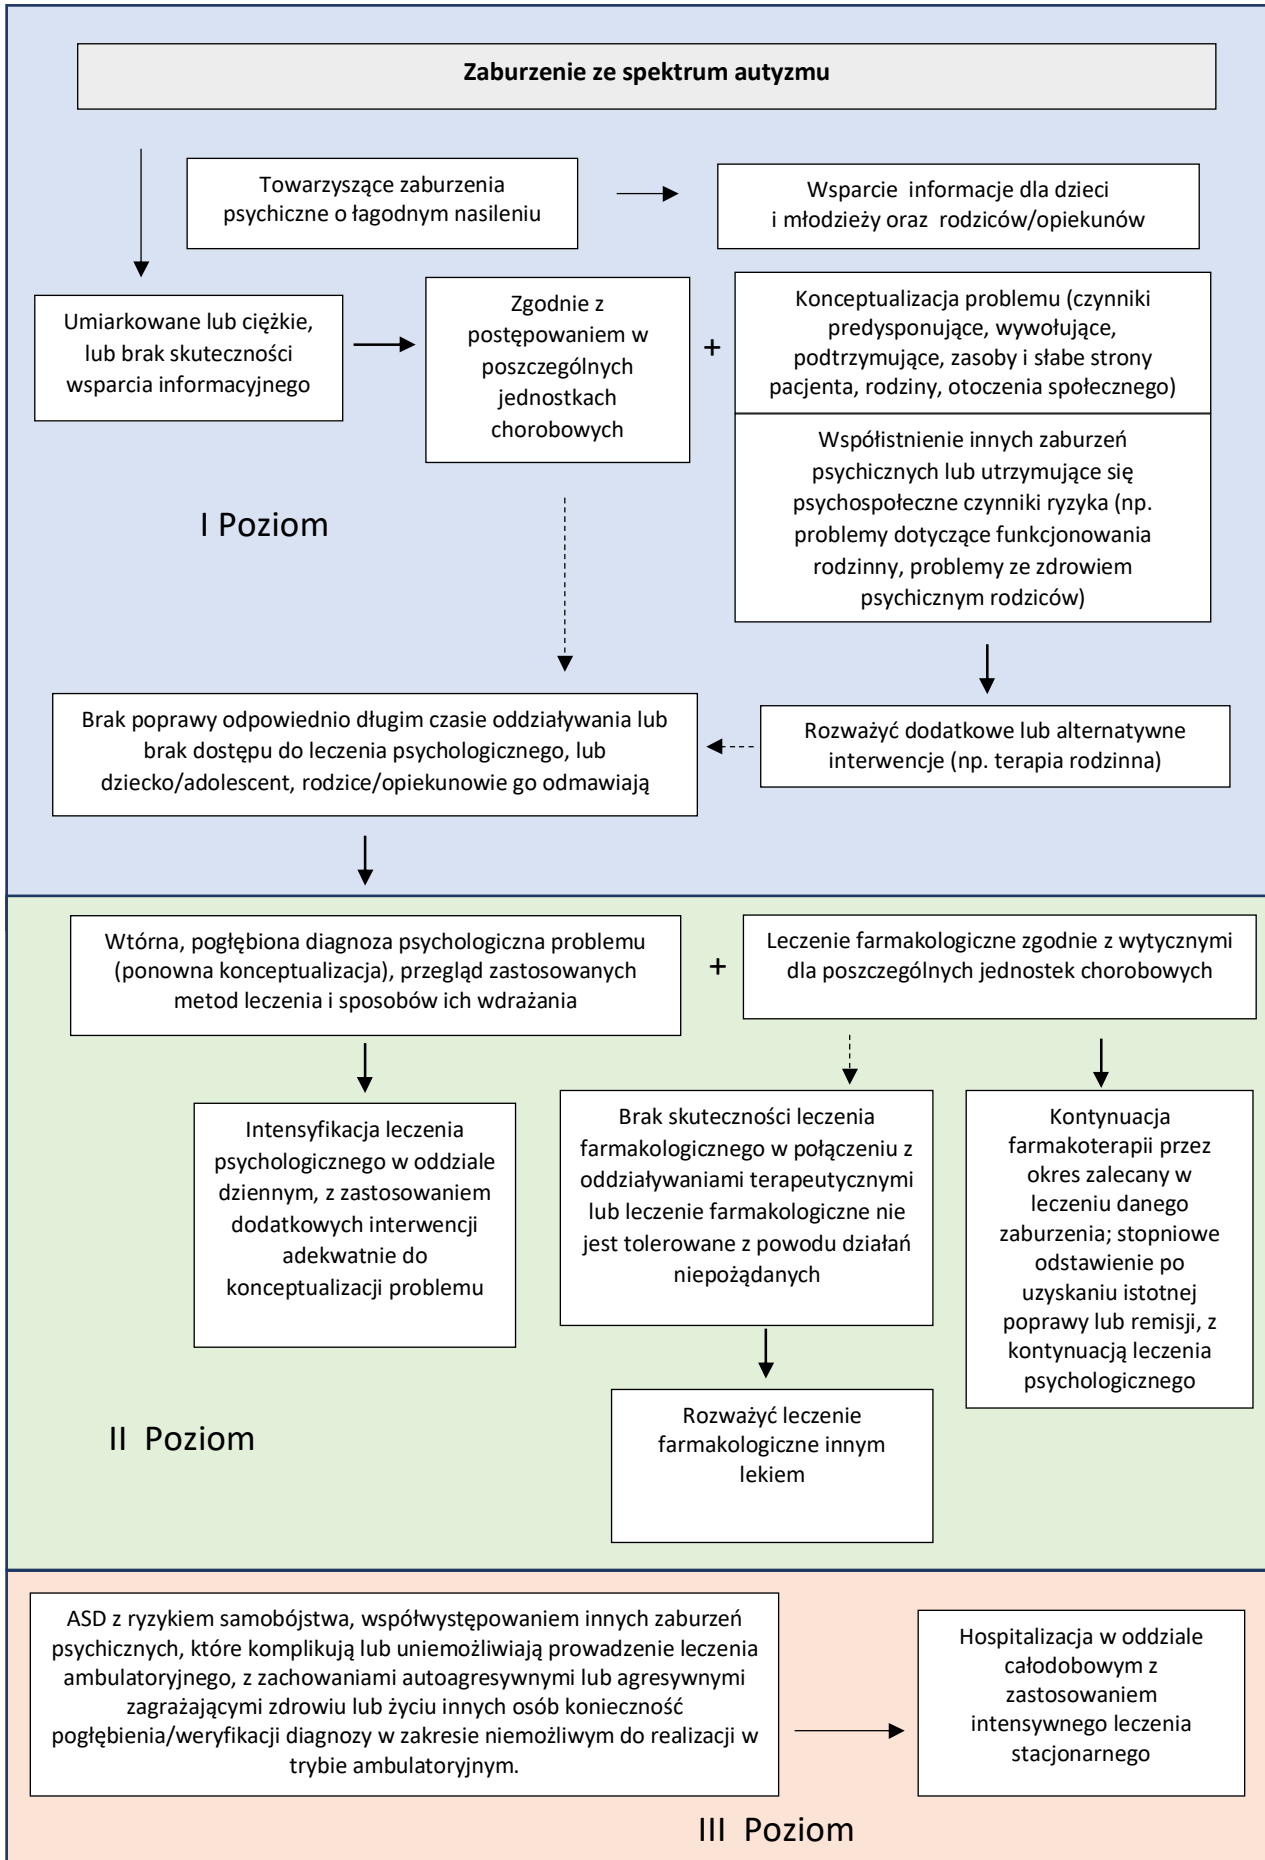 Zaburzenie ze spektrum autyzmu
Towarzyszące zaburzenia
psychiczne o łagodnym nasileniu
Wsparcie  informacje dla dzieci
i młodzieży oraz  rodziców/opiekunów
Umiarkowane lub ciężkie,
lub brak skuteczności
wsparcia informacyjnego
Zgodnie z
postępowaniem w
poszczególnych
jednostkach
chorobowych
+
Konceptualizacja problemu (czynniki
predysponujące, wywołujące,
podtrzymujące, zasoby i słabe strony
pacjenta, rodziny, otoczenia społecznego)
Współistnienie innych zaburzeń
psychicznych lub utrzymujące się
psychospołeczne czynniki ryzyka (np.
problemy dotyczące funkcjonowania
rodzinny, problemy ze zdrowiem
psychicznym rodziców)
I Poziom
Brak poprawy odpowiednio długim czasie oddziaływania lub
brak dostępu do leczenia psychologicznego, lub
dziecko/adolescent, rodzice/opiekunowie go odmawiają
Rozważyć dodatkowe lub alternatywne
interwencje (np. terapia rodzinna)
Wtórna, pogłębiona diagnoza psychologiczna problemu
(ponowna konceptualizacja), przegląd zastosowanych
metod leczenia i sposobów ich wdrażania
+
Leczenie farmakologiczne zgodnie z wytycznymi
dla poszczególnych jednostek chorobowych
Intensyfikacja leczenia
psychologicznego w oddziale
dziennym, z zastosowaniem
dodatkowych interwencji
adekwatnie do
konceptualizacji problemu
Brak skuteczności leczenia
farmakologicznego w połączeniu z
oddziaływaniami terapeutycznymi
lub leczenie farmakologiczne nie
jest tolerowane z powodu działań
niepożądanych
Kontynuacja
farmakoterapii przez
okres zalecany w
leczeniu danego
zaburzenia; stopniowe
odstawienie po
uzyskaniu istotnej
poprawy lub remisji, z
kontynuacją leczenia
psychologicznego
Rozważyć leczenie
farmakologiczne innym
lekiem
II  Poziom
ASD z ryzykiem samobójstwa, współwystępowaniem innych zaburzeń
psychicznych, które komplikują lub uniemożliwiają prowadzenie leczenia
ambulatoryjnego, z zachowaniami autoagresywnymi lub agresywnymi
zagrażającymi zdrowiu lub życiu innych osób konieczność
pogłębienia/weryfikacji diagnozy w zakresie niemożliwym do realizacji w
trybie ambulatoryjnym.
Hospitalizacja w oddziale
całodobowym z
zastosowaniem
intensywnego leczenia
stacjonarnego
III  Poziom